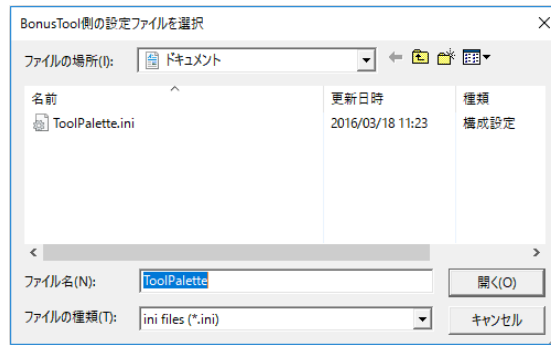 BonusTool側の設定ファイルを選択
ファイルの場所(I): ドキュメント
名前 更新日時 種類
ToolPalette.ini 2016/03/18 11:23 構成設定
ファイル名(N): ToolPalette 開く(O)
ファイルの種類(T): ini files (*.ini) キャンセル